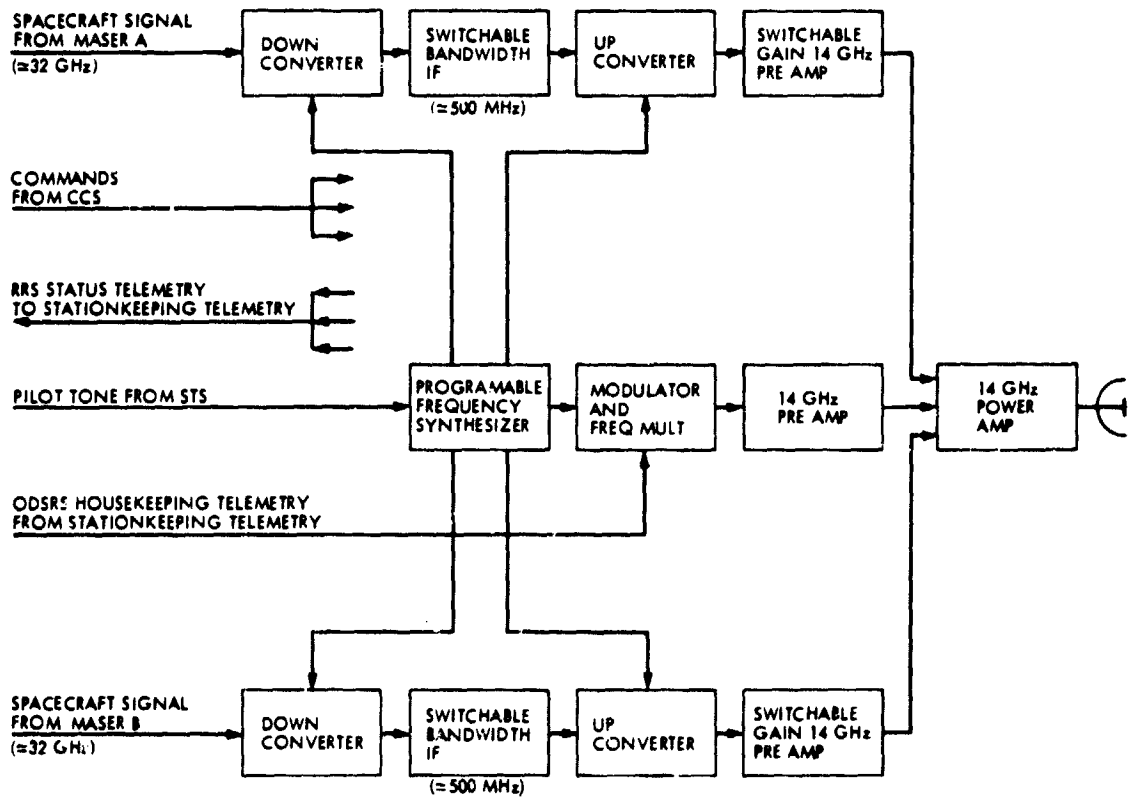 SPACECRAFT SIGNAL
FROM MASER A
(≃32 GHz)
DOWN
CONVERTER
SWITCHABLE
BANDWIDTH
IF
(≃500 MHz)
UP
CONVERTER
SWITCHABLE
GAIN 14 GHz
PRE AMP
COMMANDS
FROM CCS
RRS STATUS TELEMETRY
TO STATIONKEEPING TELEMETRY
PILOT TONE FROM STS
PROGRAMABLE
FREQUENCY
SYNTHESIZER
MODULATOR
AND
FREQ MULT
14 GHz
PRE AMP
14 GHz
POWER
AMP
ODSRS HOUSEKEEPING TELEMETRY
FROM STATIONKEEPING TELEMETRY
SPACECRAFT SIGNAL
FROM MASER B
(≃32 GHz)
DOWN
CONVERTER
SWITCHABLE
BANDWIDTH
IF
(≃500 MHz)
UP
CONVERTER
SWITCHABLE
GAIN 14 GHz
PRE AMP